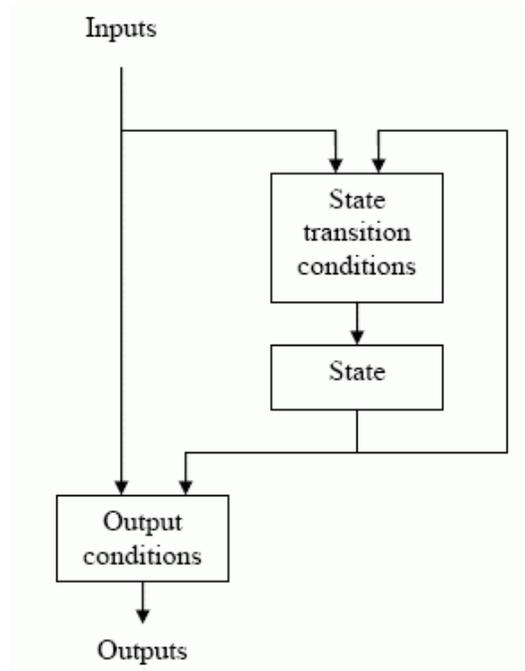 Inputs
State
transition
conditions
State
Output
conditions
Outputs